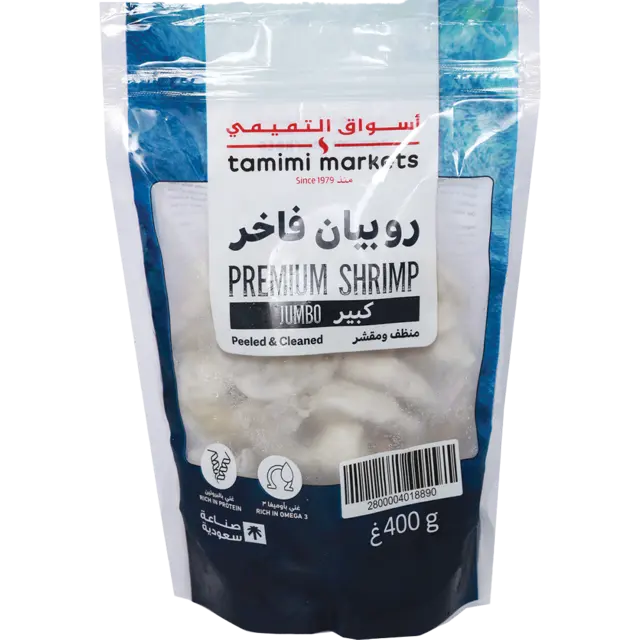 أسواق التميمي
tamimi markets
Since 1979 منذ
روبيان فاخر
PREMIUM SHRIMP
JUMBO كبير
Peeled & Cleaned منظف ومقشر
غني بالبروتين
RICH IN PROTEIN
غني بأوميغا ٣
RICH IN OMEGA 3
صناعة
سعودية
2800004018890
400 g غ